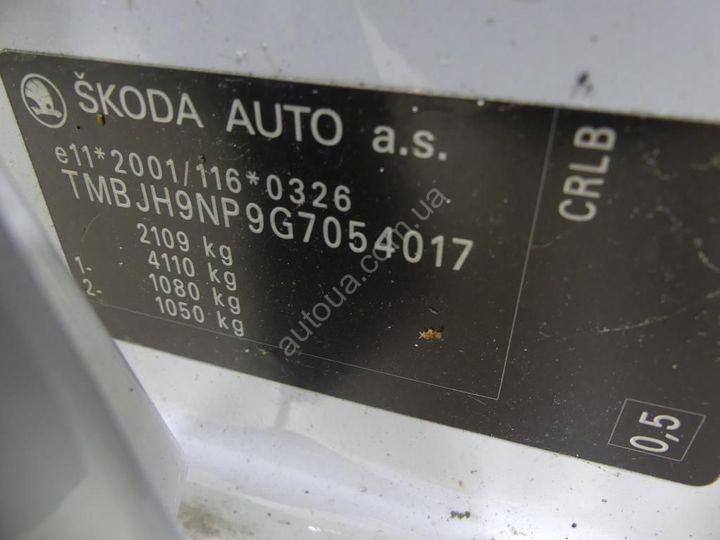 ŠKODA AUTO a.s.
e11*2001/116*0326
TMBJH9NP9G7054017
2109 kg
4110 kg
1- 1080 kg
2- 1050 kg
CRLB
0,5
autoua.com.ua